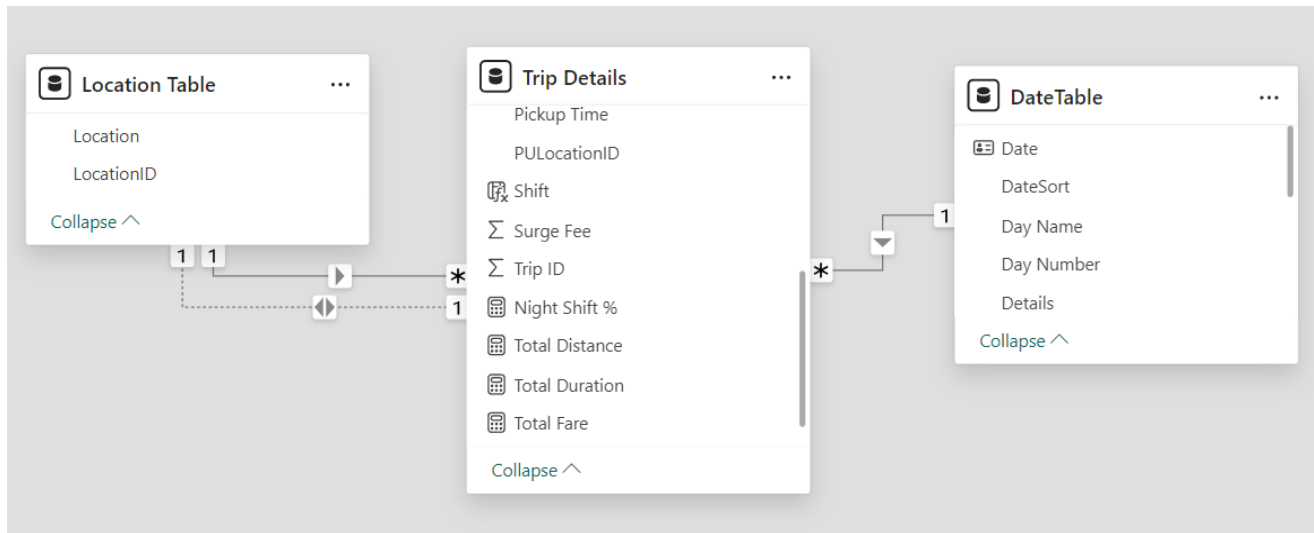 Location Table
...
Location
LocationID
Collapse
1 1
*
1
Trip Details
...
Pickup Time
PULocationID
Shift
Σ Surge Fee
Σ Trip ID
Night Shift %
Total Distance
Total Duration
Total Fare
Collapse
*
1
DateTable
...
Date
DateSort
Day Name
Day Number
Details
Collapse